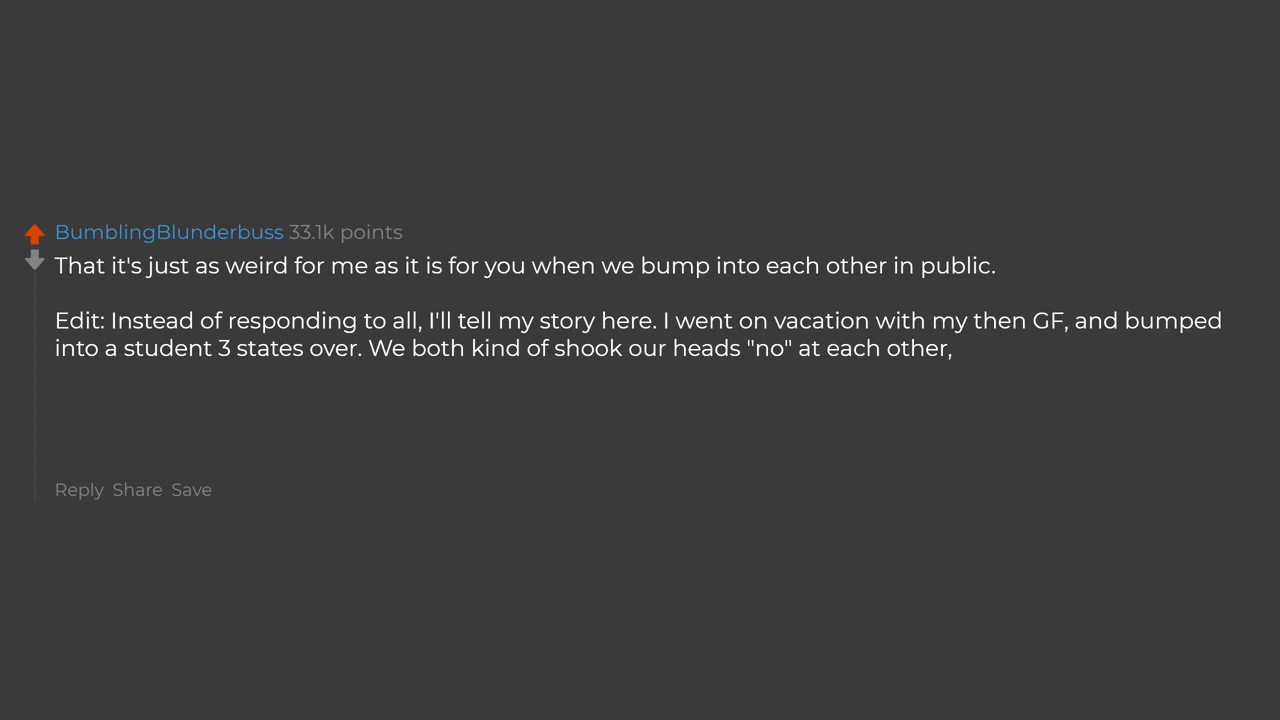 BumblingBlunderbuss 33.1k points
That it's just as weird for me as it is for you when we bump into each other in public.
Edit: Instead of responding to all, I'll tell my story here. I went on vacation with my then GF, and bumped
into a student 3 states over. We both kind of shook our heads "no" at each other,
Reply Share Save